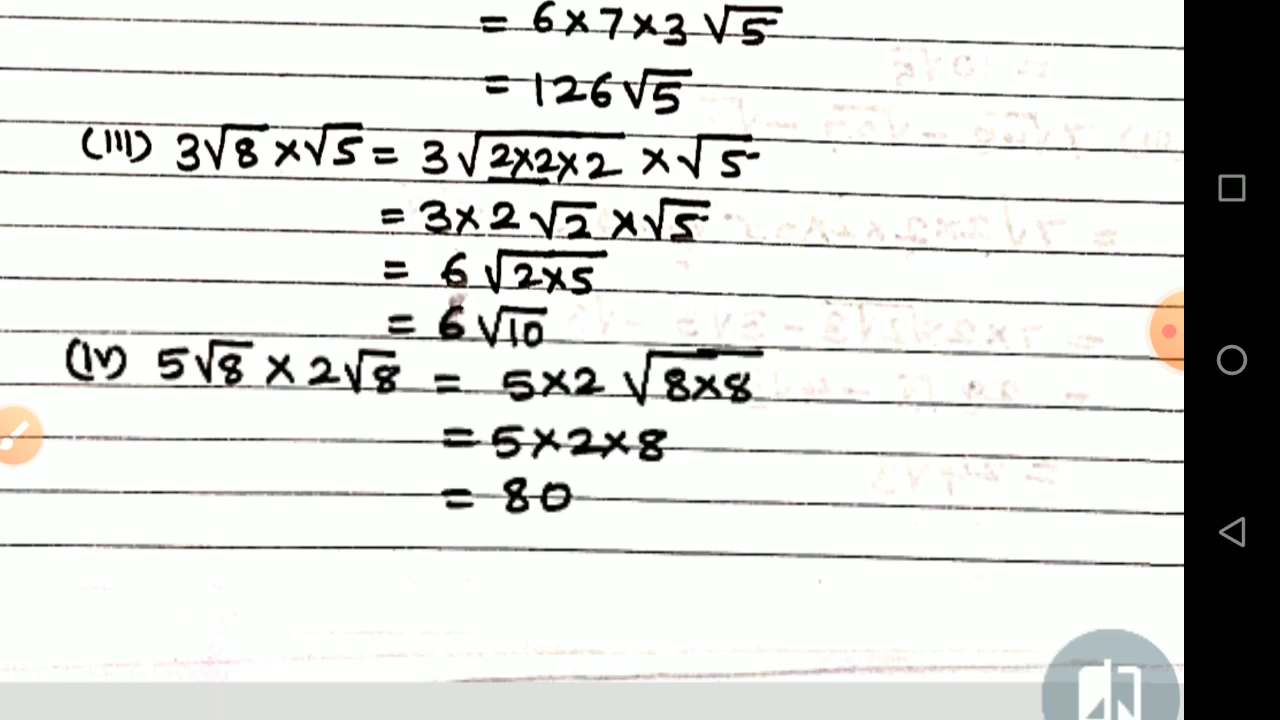 = 6×7×3 √5
= 126 √5
(III) 3√8 ×√5 = 3 √2×2×2 × √5
= 3×2 √2 ×√5
= 6 √2×5
= 6 √10
(IV) 5√8 × 2√8 = 5×2 √8×8
= 5×2×8
= 80